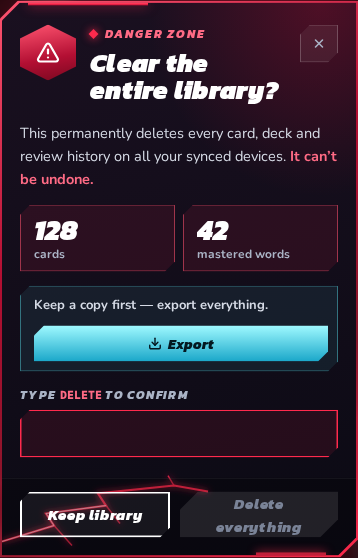 DANGER ZONE
Clear the
entire library?
This permanently deletes every card, deck and
review history on all your synced devices. It can’t
be undone.
128
cards
42
mastered words
Keep a copy first — export everything.
Export
TYPE DELETE TO CONFIRM
Keep library
Delete
everything